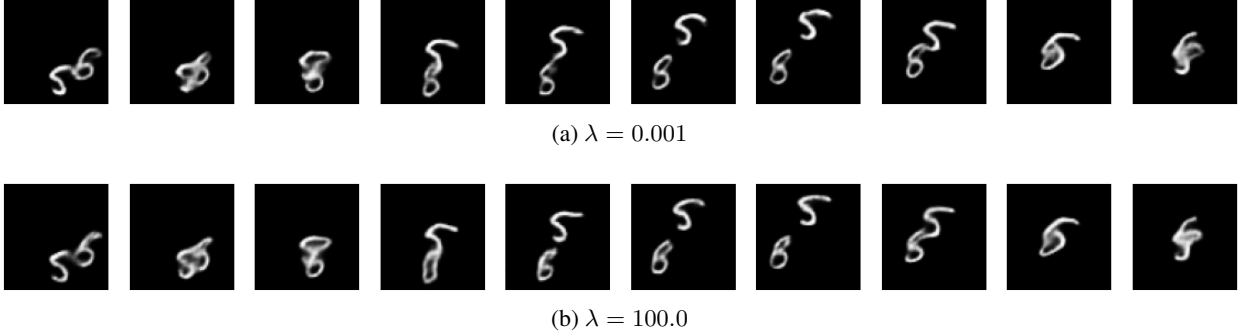 (a) λ = 0.001
(b) λ = 100.0